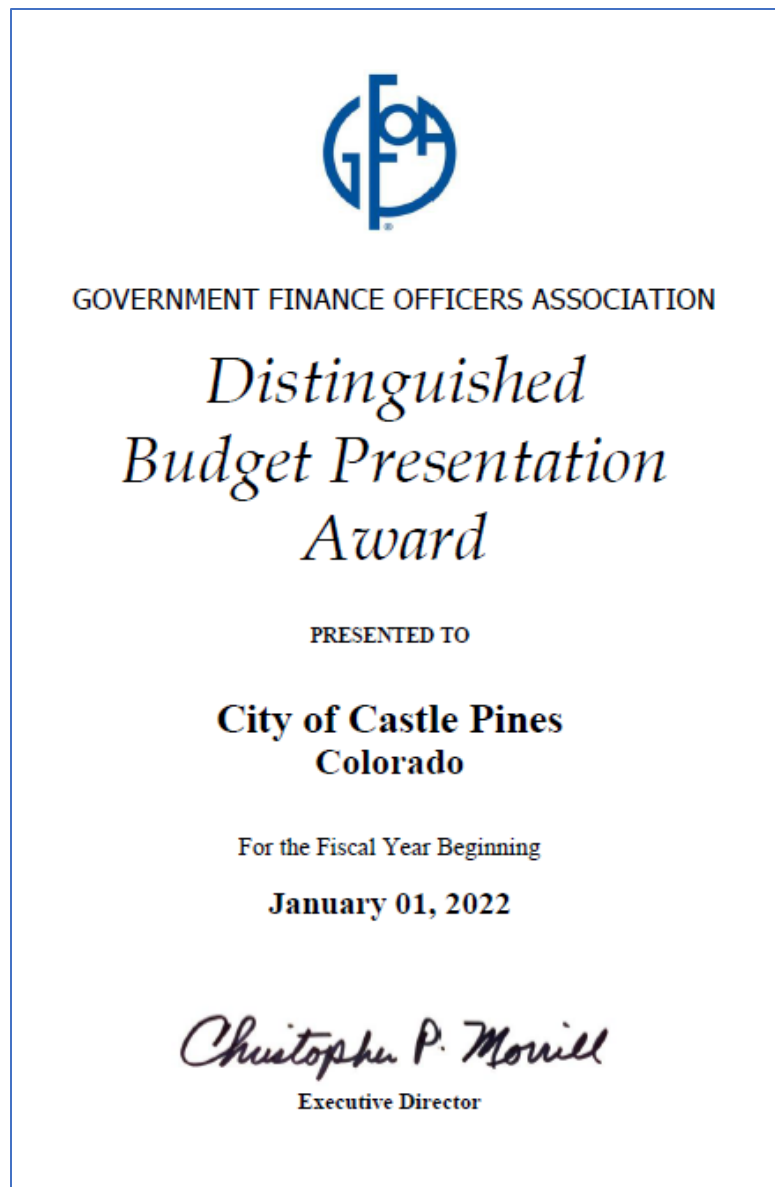 GFOA
®
GOVERNMENT FINANCE OFFICERS ASSOCIATION
Distinguished
Budget Presentation
Award
PRESENTED TO
City of Castle Pines
Colorado
For the Fiscal Year Beginning
January 01, 2022
Christopher P. Morrill
Executive Director